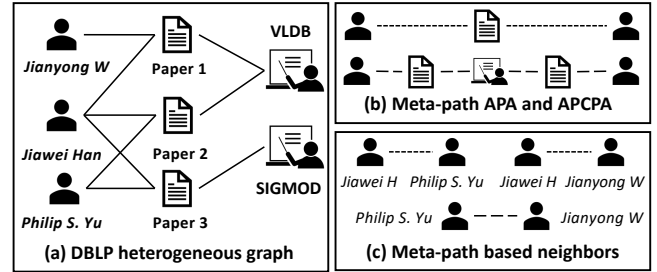 VLDB
Jianyong W
Paper 1
Jiawei Han
Paper 2
SIGMOD
Philip S. Yu
Paper 3
(a) DBLP heterogeneous graph
(b) Meta-path APA and APCPA
Jiawei H Philip S. Yu Jiawei H Jianyong W
Philip S. Yu Jianyong W
(c) Meta-path based neighbors